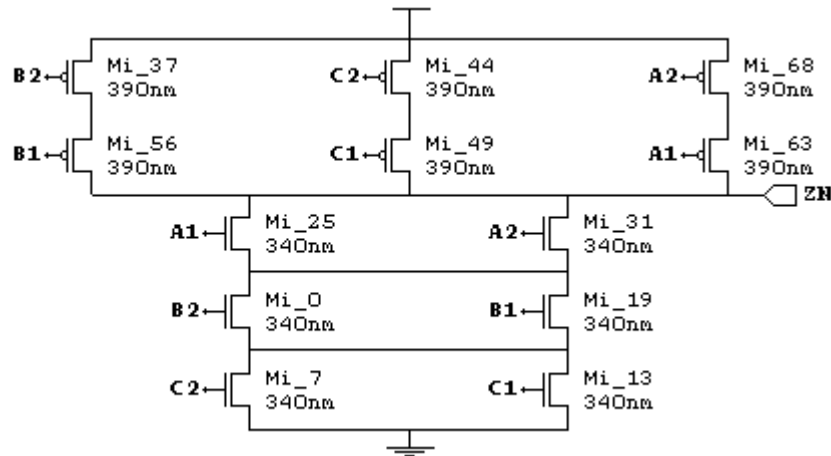 B2 Mi_37 390nm
C2 Mi_44 390nm
A2 Mi_68 390nm
B1 Mi_56 390nm
C1 Mi_49 390nm
A1 Mi_63 390nm
ZN
A1 Mi_25 340nm
A2 Mi_31 340nm
B2 Mi_0 340nm
B1 Mi_19 340nm
C2 Mi_7 340nm
C1 Mi_13 340nm